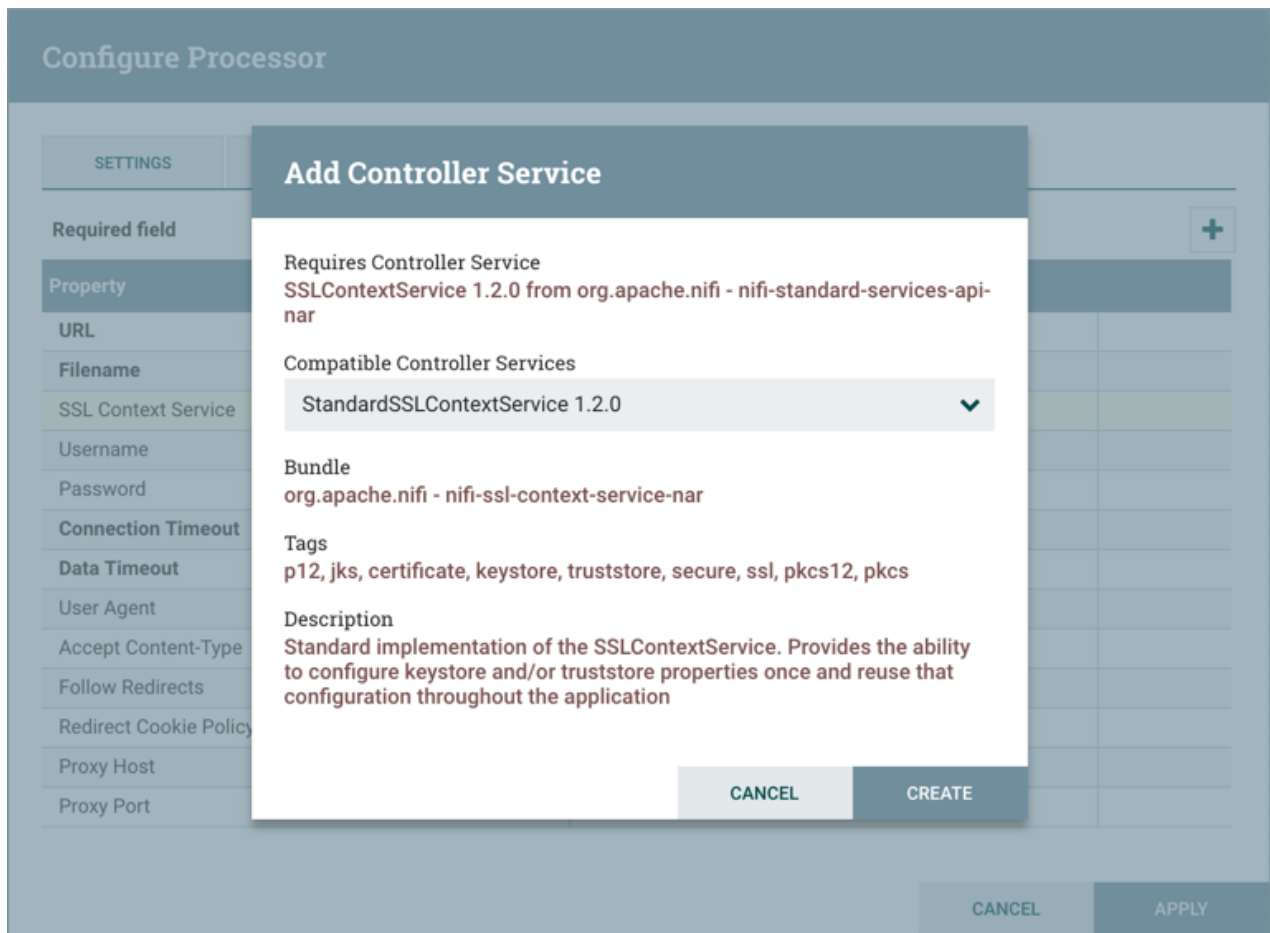 Configure Processor
SETTINGS
Add Controller Service
Required field
Property
URL
Filename
SSL Context Service
Username
Password
Connection Timeout
Data Timeout
User Agent
Accept Content-Type
Follow Redirects
Redirect Cookie Policy
Proxy Host
Proxy Port
Requires Controller Service
SSLContextService 1.2.0 from org.apache.nifi - nifi-standard-services-api-
nar
Compatible Controller Services
StandardSSLContextService 1.2.0
Bundle
org.apache.nifi - nifi-ssl-context-service-nar
Tags
p12, jks, certificate, keystore, truststore, secure, ssl, pkcs12, pkcs
Description
Standard implementation of the SSLContextService. Provides the ability
to configure keystore and/or truststore properties once and reuse that
configuration throughout the application
CANCEL
CREATE
CANCEL
APPLY